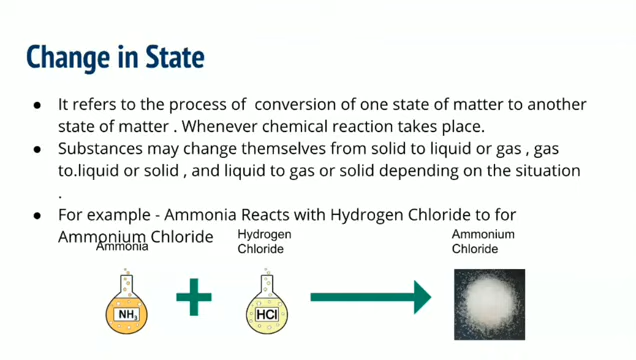 Change in State
● It refers to the process of conversion of one state of matter to another
state of matter . Whenever chemical reaction takes place.
● Substances may change themselves from solid to liquid or gas , gas
to.liquid or solid , and liquid to gas or solid depending on the situation
.
● For example - Ammonia Reacts with Hydrogen Chloride to for
Ammonium Chloride
Ammonia
Hydrogen
Chloride
Ammonium
Chloride
NH3
HCl